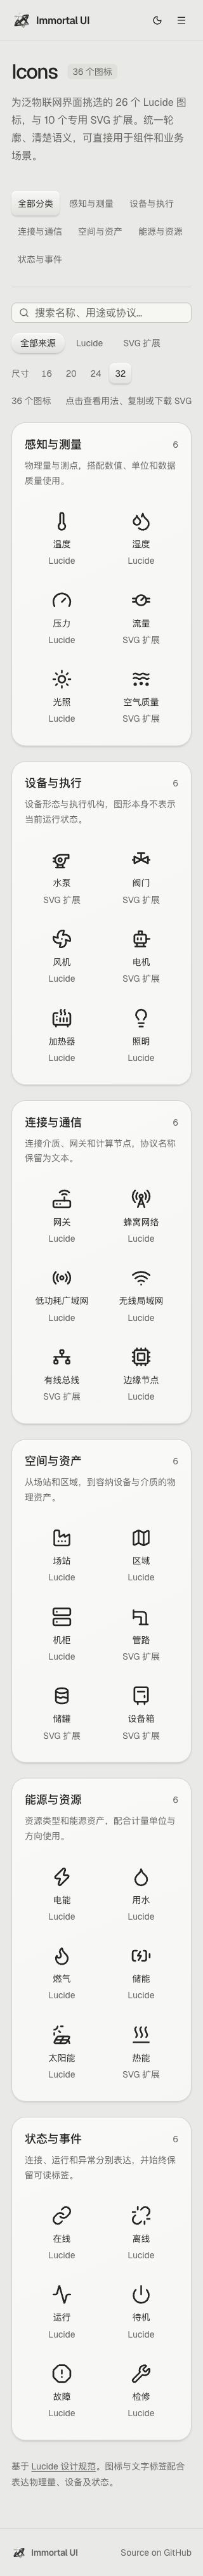 Immortal UI
Icons 36 个图标
为泛物联网界面挑选的 26 个 Lucide 图
标，与 10 个专用 SVG 扩展。统一轮
廓、清楚语义，可直接用于组件和业务
场景。
全部分类 感知与测量 设备与执行
连接与通信 空间与资产 能源与资源
状态与事件
搜索名称、用途或协议…
全部来源 Lucide SVG 扩展
尺寸 16 20 24 32
36 个图标 点击查看用法、复制或下载 SVG
感知与测量 6
物理量与测点，搭配数值、单位和数据
质量使用。
温度 湿度
Lucide Lucide
压力 流量
Lucide SVG 扩展
光照 空气质量
Lucide SVG 扩展
设备与执行 6
设备形态与执行机构，图形本身不表示
当前运行状态。
水泵 阀门
SVG 扩展 SVG 扩展
风机 电机
Lucide SVG 扩展
加热器 照明
Lucide Lucide
连接与通信 6
连接介质、网关和计算节点，协议名称
保留为文本。
网关 蜂窝网络
Lucide Lucide
低功耗广域网 无线局域网
Lucide Lucide
有线总线 边缘节点
SVG 扩展 Lucide
空间与资产 6
从场站和区域，到容纳设备与介质的物
理资产。
场站 区域
Lucide Lucide
机柜 管路
Lucide SVG 扩展
储罐 设备箱
SVG 扩展 SVG 扩展
能源与资源 6
资源类型和能源资产，配合计量单位与
方向使用。
电能 用水
Lucide Lucide
燃气 储能
Lucide Lucide
太阳能 热能
Lucide SVG 扩展
状态与事件 6
连接、运行和异常分别表达，并始终保
留可读标签。
在线 离线
Lucide Lucide
运行 待机
Lucide Lucide
故障 检修
Lucide Lucide
基于 Lucide 设计规范。图标与文字标签配合
表达物理量、设备及状态。
Immortal UI Source on GitHub